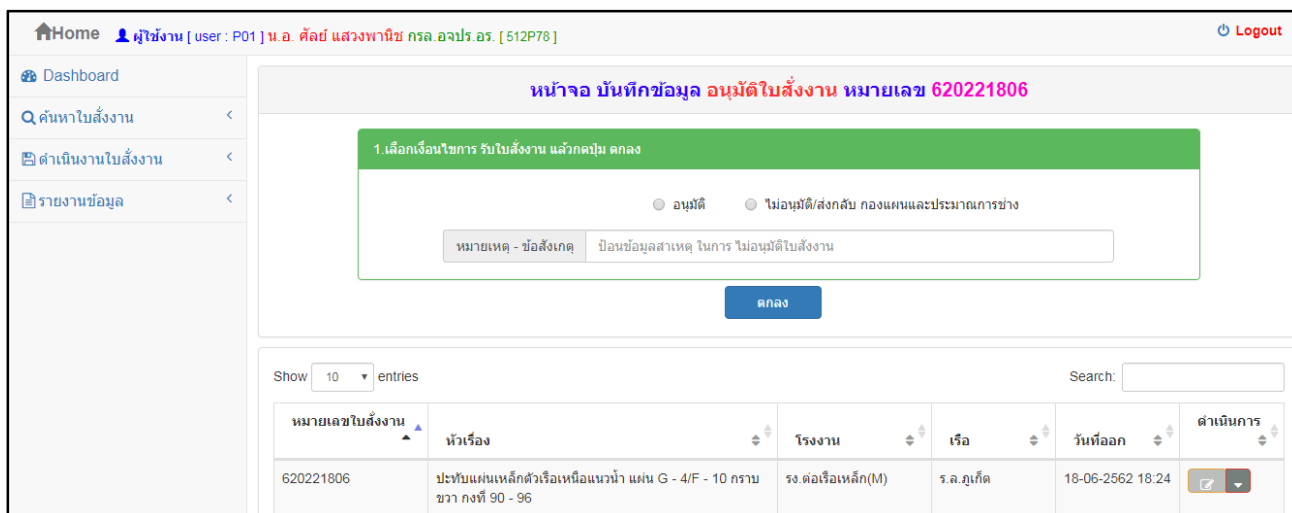 Home ผู้ใช้งาน [ user : P01 ] น.อ. ศัลย์ แสวงพานิช กรล.อจปร.อร. [ 512P78 ] Logout
Dashboard
ค้นหาใบสั่งงาน
ดำเนินงานใบสั่งงาน
รายงานข้อมูล
หน้าจอ บันทึกข้อมูล อนุมัติใบสั่งงาน หมายเลข 620221806
1.เลือกเงื่อนไขการ รับใบสั่งงาน แล้วกดปุ่ม ตกลง
อนุมัติ ไม่อนุมัติ/ส่งกลับ กองแผนและประมาณการช่าง
หมายเหตุ - ข้อสังเกตุ ป้อนข้อมูลสาเหตุ ในการ ไม่อนุมัติใบสั่งงาน
ตกลง
Show 10 entries Search:
หมายเลขใบสั่งงาน หัวเรื่อง โรงงาน เรือ วันที่ออก ดำเนินการ
620221806 ปะทับแผ่นเหล็กตัวเรือเหนือแนวน้ำ แผ่น G - 4/F - 10 กราบ รง.ต่อเรือเหล็ก(M) ร.ล.ภูเก็ต 18-06-2562 18:24
ขวา กงที่ 90 - 96